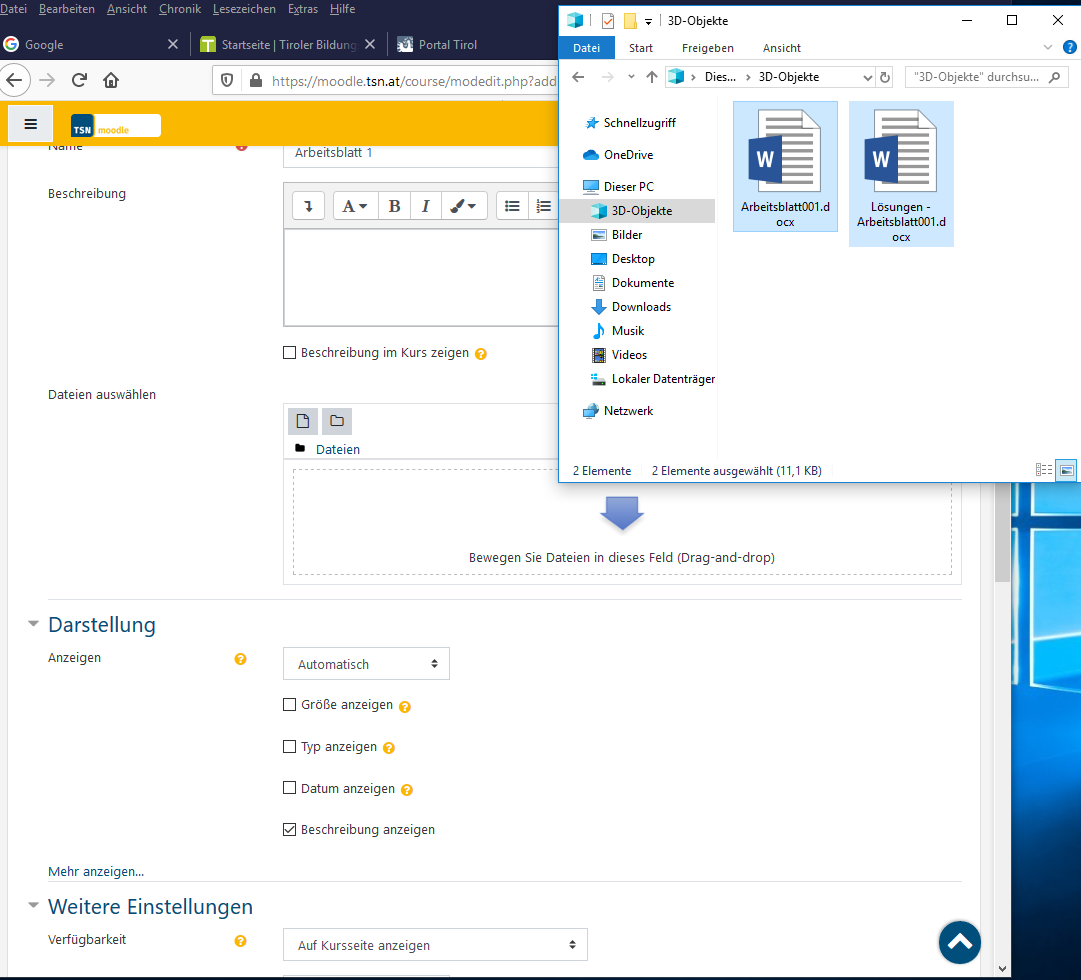 Datei Bearbeiten Ansicht Chronik Lesezeichen Extras Hilfe
Google
Startseite | Tiroler Bildung
Portal Tirol
https://moodle.tsn.at/course/modedit.php?add
TSN moodle
Name
Arbeitsblatt 1
Beschreibung
A B I
Beschreibung im Kurs zeigen
Dateien auswählen
Dateien
Bewegen Sie Dateien in dieses Feld (Drag-and-drop)
Darstellung
Anzeigen
Automatisch
Größe anzeigen
Typ anzeigen
Datum anzeigen
Beschreibung anzeigen
Mehr anzeigen...
Weitere Einstellungen
Verfügbarkeit
Auf Kursseite anzeigen
3D-Objekte
Datei Start Freigeben Ansicht
Dies... › 3D-Objekte
"3D-Objekte" durchsu...
Schnellzugriff
OneDrive
Dieser PC
3D-Objekte
Bilder
Desktop
Dokumente
Downloads
Musik
Videos
Lokaler Datenträger
Netzwerk
W
Arbeitsblatt001.d
ocx
W
Lösungen -
Arbeitsblatt001.d
ocx
2 Elemente 2 Elemente ausgewählt (11,1 KB)